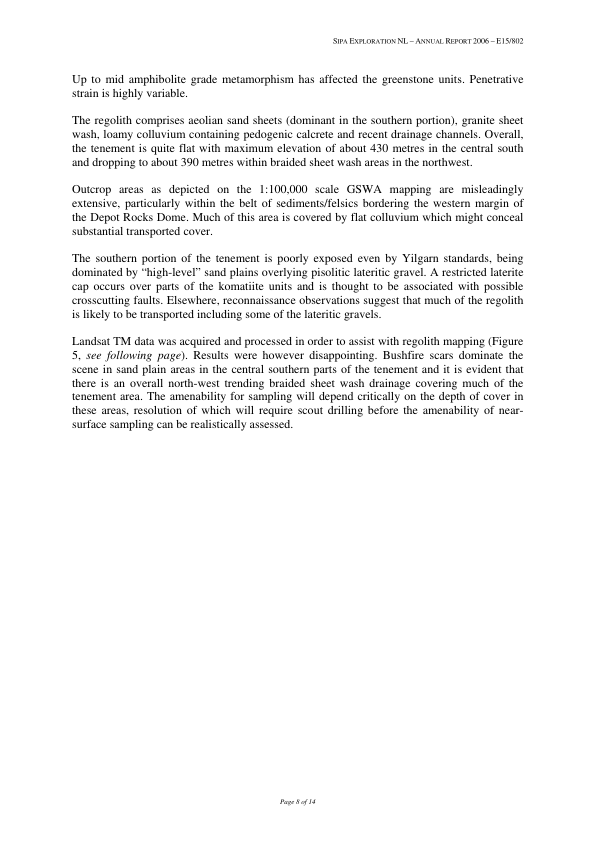 SIPA EXPLORATION NL – ANNUAL REPORT 2006 – E15/802
Up to mid amphibolite grade metamorphism has affected the greenstone units. Penetrative
strain is highly variable.
The regolith comprises aeolian sand sheets (dominant in the southern portion), granite sheet
wash, loamy colluvium containing pedogenic calcrete and recent drainage channels. Overall,
the tenement is quite flat with maximum elevation of about 430 metres in the central south
and dropping to about 390 metres within braided sheet wash areas in the northwest.
Outcrop areas as depicted on the 1:100,000 scale GSWA mapping are misleadingly
extensive, particularly within the belt of sediments/felsics bordering the western margin of
the Depot Rocks Dome. Much of this area is covered by flat colluvium which might conceal
substantial transported cover.
The southern portion of the tenement is poorly exposed even by Yilgarn standards, being
dominated by “high-level” sand plains overlying pisolitic lateritic gravel. A restricted laterite
cap occurs over parts of the komatiite units and is thought to be associated with possible
crosscutting faults. Elsewhere, reconnaissance observations suggest that much of the regolith
is likely to be transported including some of the lateritic gravels.
Landsat TM data was acquired and processed in order to assist with regolith mapping (Figure
5, see following page). Results were however disappointing. Bushfire scars dominate the
scene in sand plain areas in the central southern parts of the tenement and it is evident that
there is an overall north-west trending braided sheet wash drainage covering much of the
tenement area. The amenability for sampling will depend critically on the depth of cover in
these areas, resolution of which will require scout drilling before the amenability of near-
surface sampling can be realistically assessed.
Page 8 of 14